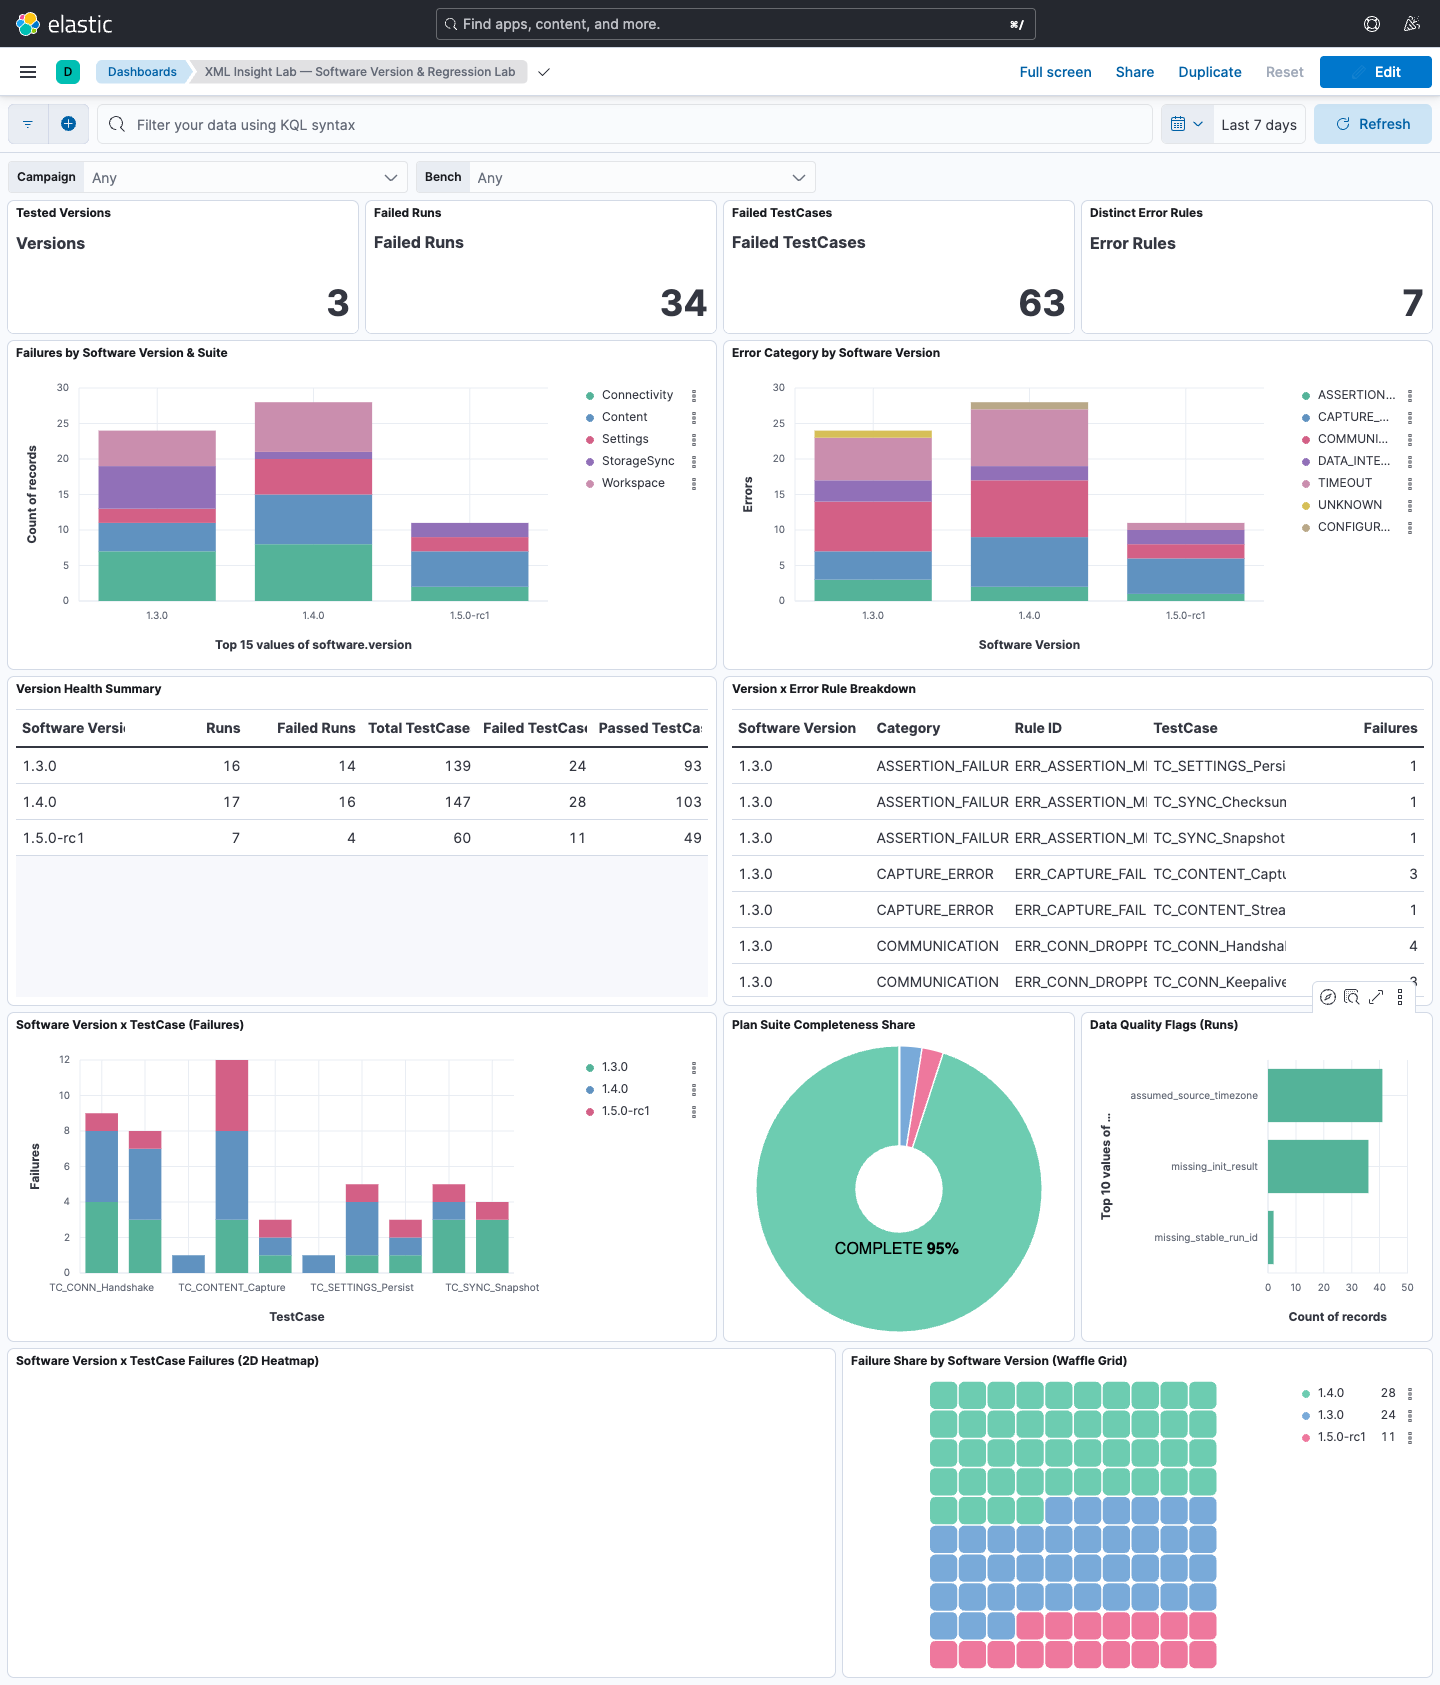 elastic
Find apps, content, and more.
⌘/
D
Dashboards
XML Insight Lab — Software Version & Regression Lab
Full screen
Share
Duplicate
Reset
Edit
Filter your data using KQL syntax
Last 7 days
Refresh
Campaign
Any
Bench
Any
Tested Versions
Versions
3
Failed Runs
Failed Runs
34
Failed TestCases
Failed TestCases
63
Distinct Error Rules
Error Rules
7
Failures by Software Version & Suite
Count of records
30
25
20
15
10
5
0
1.3.0
1.4.0
1.5.0-rc1
Top 15 values of software.version
Connectivity
Content
Settings
StorageSync
Workspace
Error Category by Software Version
Errors
30
25
20
15
10
5
0
1.3.0
1.4.0
1.5.0-rc1
Software Version
ASSERTION...
CAPTURE_...
COMMUNI...
DATA_INTE...
TIMEOUT
UNKNOWN
CONFIGUR...
Version Health Summary
Software Versi Runs Failed Runs Total TestCase Failed TestCas Passed TestCa
1.3.0 16 14 139 24 93
1.4.0 17 16 147 28 103
1.5.0-rc1 7 4 60 11 49
Version x Error Rule Breakdown
Software Version Category Rule ID TestCase Failures
1.3.0 ASSERTION_FAILUR ERR_ASSERTION_MI TC_SETTINGS_Persi 1
1.3.0 ASSERTION_FAILUR ERR_ASSERTION_MI TC_SYNC_Checksum 1
1.3.0 ASSERTION_FAILUR ERR_ASSERTION_MI TC_SYNC_Snapshot 1
1.3.0 CAPTURE_ERROR ERR_CAPTURE_FAIL TC_CONTENT_Captu 3
1.3.0 CAPTURE_ERROR ERR_CAPTURE_FAIL TC_CONTENT_Strea 1
1.3.0 COMMUNICATION ERR_CONN_DROPPE TC_CONN_Handshal 4
1.3.0 COMMUNICATION ERR_CONN_DROPPE TC_CONN_Keepalive 3
Software Version x TestCase (Failures)
Failures
12
10
8
6
4
2
0
TC_CONN_Handshake
TC_CONTENT_Capture
TC_SETTINGS_Persist
TC_SYNC_Snapshot
TestCase
1.3.0
1.4.0
1.5.0-rc1
Plan Suite Completeness Share
COMPLETE 95%
Data Quality Flags (Runs)
Top 10 values of ...
assumed_source_timezone
missing_init_result
missing_stable_run_id
0 10 20 30 40 50
Count of records
Software Version x TestCase Failures (2D Heatmap)
Failure Share by Software Version (Waffle Grid)
1.4.0 28
1.3.0 24
1.5.0-rc1 11